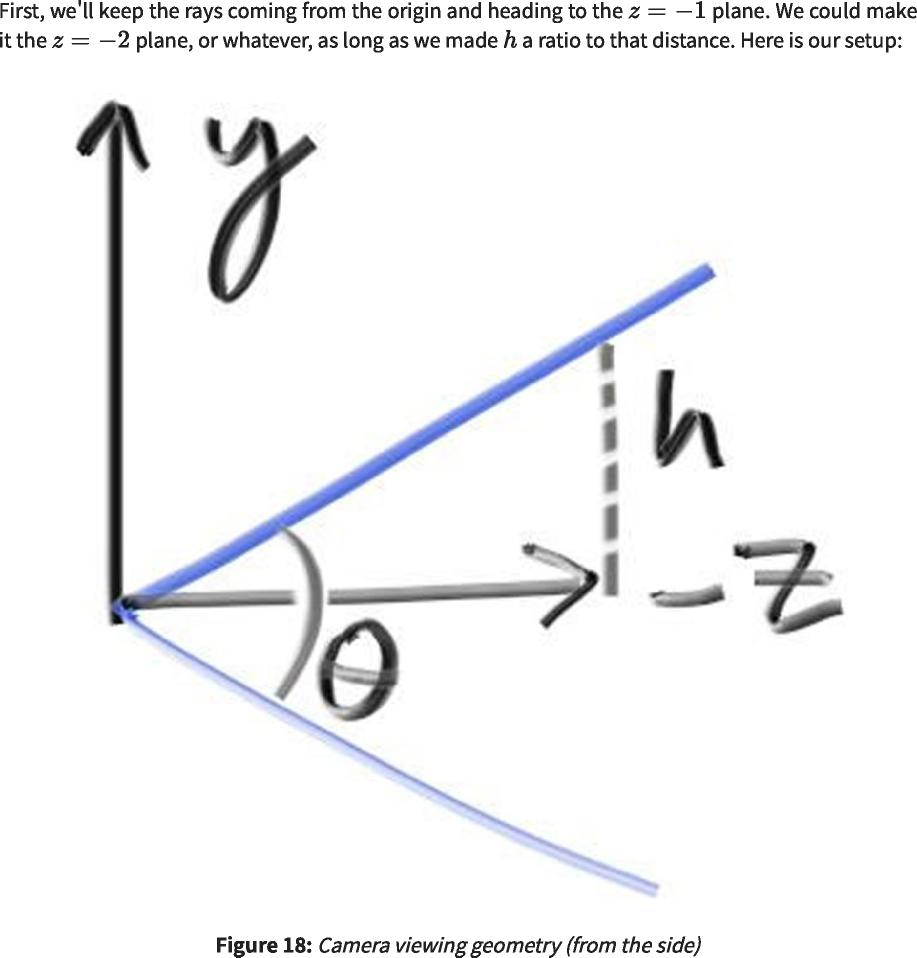 First, we'll keep the rays coming from the origin and heading to the z = −1 plane. We could make
it the z = −2 plane, or whatever, as long as we made h a ratio to that distance. Here is our setup:
y
h
-z
θ
Figure 18: Camera viewing geometry (from the side)